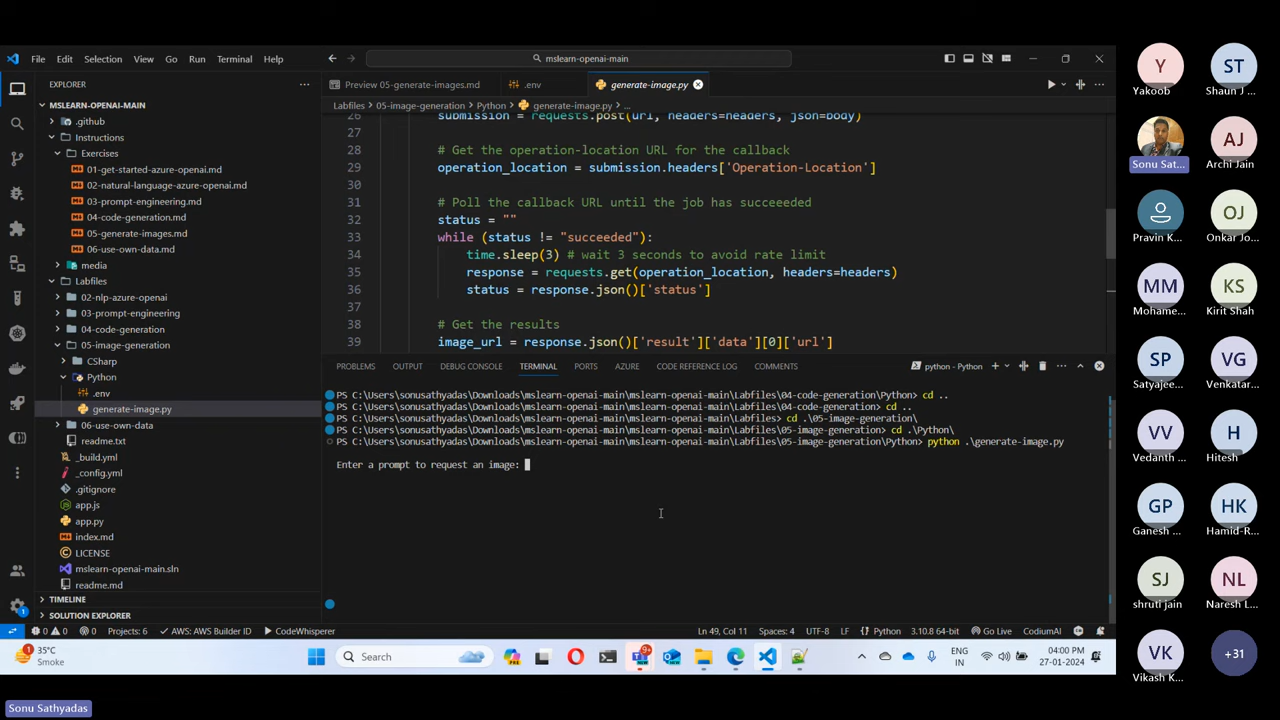 File Edit Selection View Go Run Terminal Help
mslearn-openai-main
EXPLORER
Preview 05-generate-images.md
.env
generate-image.py
Labfiles > 05-image-generation > Python > generate-image.py > ...
MSLEARN-OPENAI-MAIN
.github
Instructions
Exercises
01-get-started-azure-openai.md
02-natural-language-azure-openai.md
03-prompt-engineering.md
04-code-generation.md
05-generate-images.md
06-use-own-data.md
media
Labfiles
02-nlp-azure-openai
03-prompt-engineering
04-code-generation
05-image-generation
CSharp
Python
.env
generate-image.py
06-use-own-data
readme.txt
_build.yml
_config.yml
.gitignore
app.js
app.py
index.md
LICENSE
mslearn-openai-main.sln
readme.md
TIMELINE
SOLUTION EXPLORER
26 submission = requests.post(url, headers=headers, json=body)
27
28 # Get the operation-location URL for the callback
29 operation_location = submission.headers['Operation-Location']
30
31 # Poll the callback URL until the job has succeeeded
32 status = ""
33 while (status != "succeeded"):
34 time.sleep(3) # wait 3 seconds to avoid rate limit
35 response = requests.get(operation_location, headers=headers)
36 status = response.json()['status']
37
38 # Get the results
39 image_url = response.json()['result']['data'][0]['url']
PROBLEMS OUTPUT DEBUG CONSOLE TERMINAL PORTS AZURE CODE REFERENCE LOG COMMENTS
python - Python
PS C:\Users\sonusathyadas\Downloads\mslearn-openai-main\mslearn-openai-main\Labfiles\04-code-generation\Python> cd ..
PS C:\Users\sonusathyadas\Downloads\mslearn-openai-main\mslearn-openai-main\Labfiles\04-code-generation> cd ..
PS C:\Users\sonusathyadas\Downloads\mslearn-openai-main\mslearn-openai-main\Labfiles> cd .\05-image-generation\
PS C:\Users\sonusathyadas\Downloads\mslearn-openai-main\mslearn-openai-main\Labfiles\05-image-generation> cd .\Python\
PS C:\Users\sonusathyadas\Downloads\mslearn-openai-main\mslearn-openai-main\Labfiles\05-image-generation\Python> python .\generate-image.py
Enter a prompt to request an image:
0 0 0 Projects: 6 AWS: AWS Builder ID CodeWhisperer
Ln 49, Col 11 Spaces: 4 UTF-8 LF Python 3.10.8 64-bit Go Live CodiumAI
35°C
Smoke
1
Search
9+
ENG
IN
04:00 PM
27-01-2024
Y
Yakoob
ST
Shaun J ...
Sonu Sat...
AJ
Archi Jain
Pravin K...
OJ
Onkar Jo...
MM
Mohame...
KS
Kirit Shah
SP
Satyajee...
VG
Venkatar...
VV
Vedanth ...
H
Hitesh
GP
Ganesh ...
HK
Hamid-R...
SJ
shruti jain
NL
Naresh L...
VK
Vikash K...
+31
Sonu Sathyadas